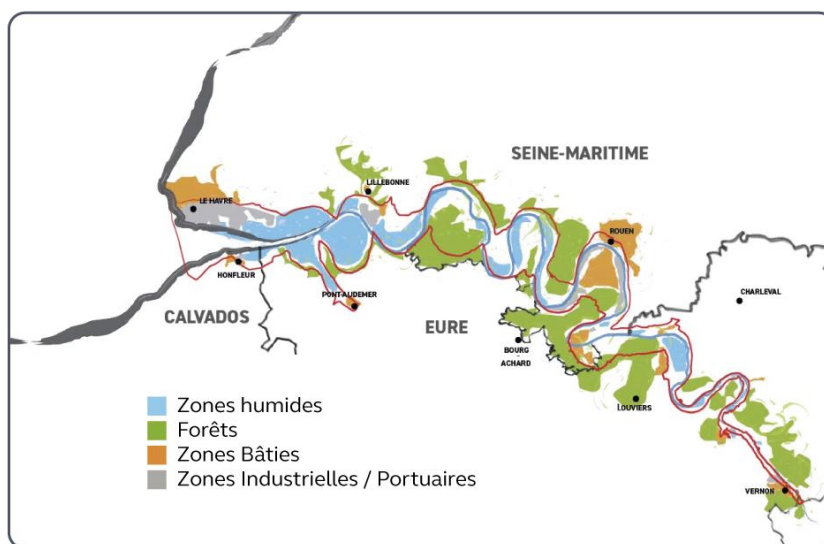 SEINE-MARITIME
LILLEBONNE
LE HAVRE
ROUEN
HONFLEUR
PONT-AUDEMER
CHARLEVAL
CALVADOS
EURE
BOURG
ACHARD
LOUVIERS
VERNON
Zones humides
Forêts
Zones Bâties
Zones Industrielles / Portuaires